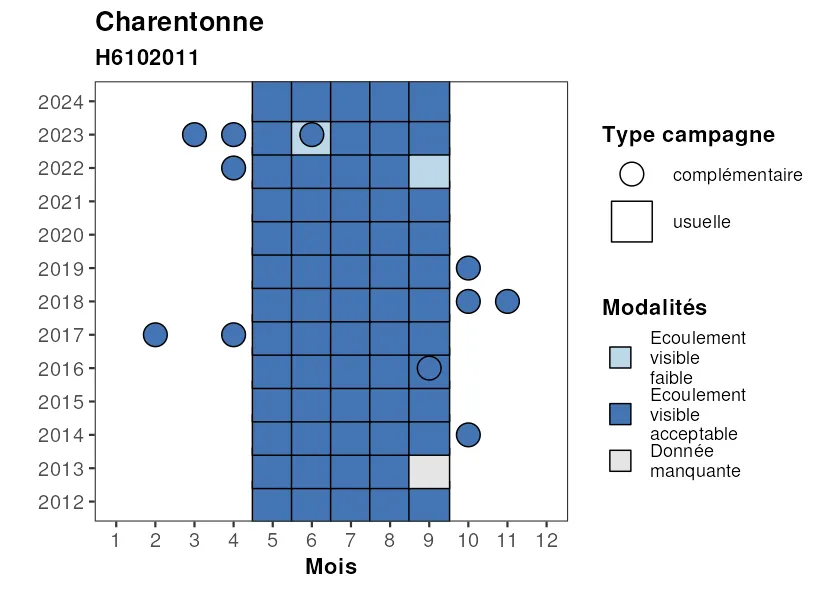 Charentonne
H6102011
2024
2023
2022
2021
2020
2019
2018
2017
2016
2015
2014
2013
2012
1 2 3 4 5 6 7 8 9 10 11 12
Mois
Type campagne
complémentaire
usuelle
Modalités
Ecoulement
visible
faible
Ecoulement
visible
acceptable
Donnée
manquante